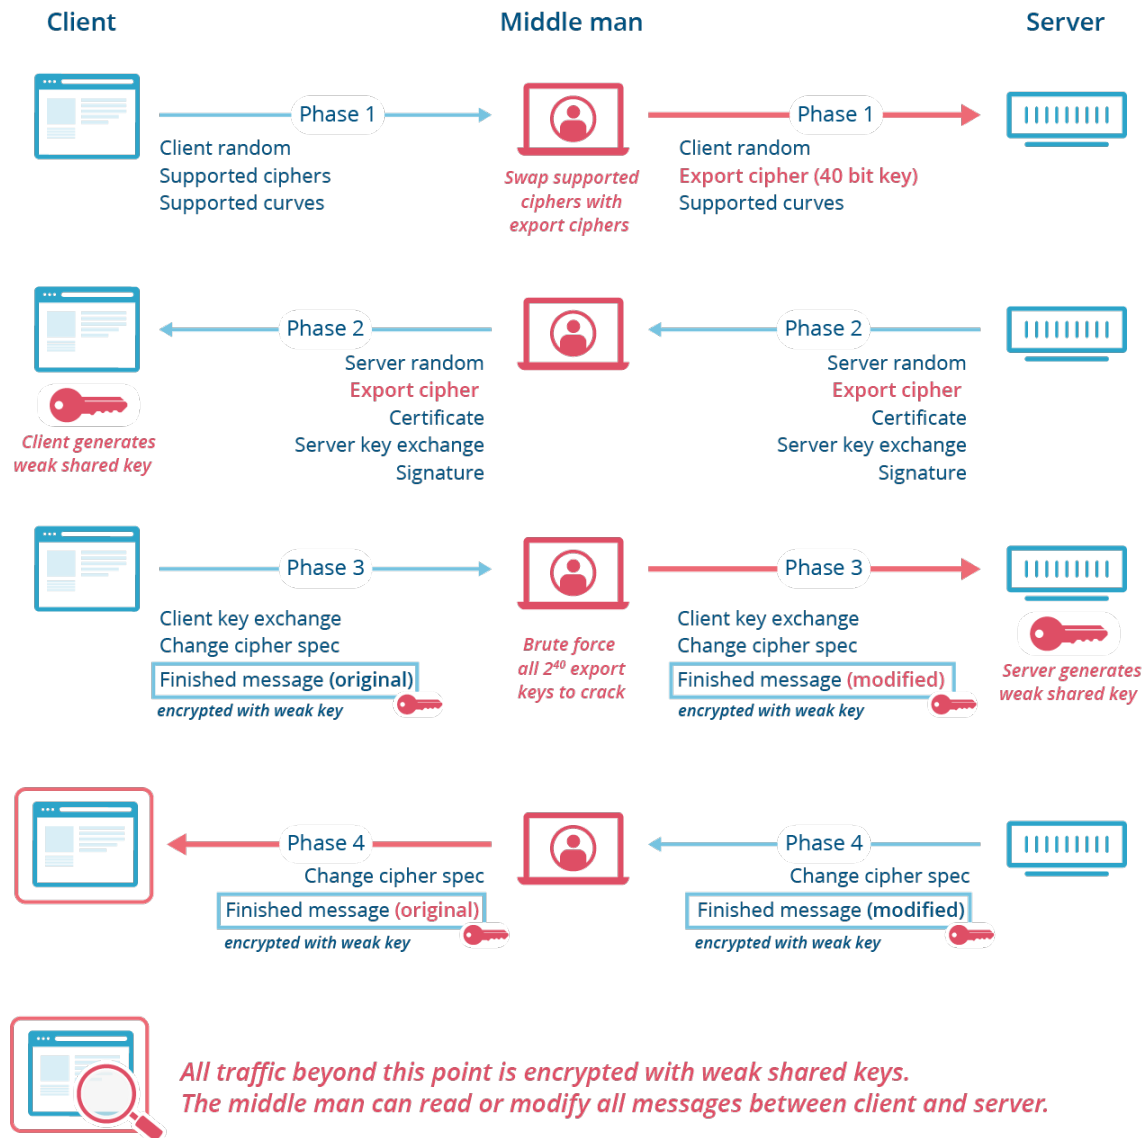 Client
Middle man
Server
Phase 1
Client random
Supported ciphers
Supported curves
Swap supported
ciphers with
export ciphers
Phase 1
Client random
Export cipher (40 bit key)
Supported curves
Client generates
weak shared key
Phase 2
Server random
Export cipher
Certificate
Server key exchange
Signature
Phase 2
Server random
Export cipher
Certificate
Server key exchange
Signature
Phase 3
Client key exchange
Change cipher spec
Finished message (original)
encrypted with weak key
Brute force
all 2⁴⁰ export
keys to crack
Phase 3
Client key exchange
Change cipher spec
Finished message (modified)
encrypted with weak key
Server generates
weak shared key
Phase 4
Change cipher spec
Finished message (original)
encrypted with weak key
Phase 4
Change cipher spec
Finished message (modified)
encrypted with weak key
All traffic beyond this point is encrypted with weak shared keys.
The middle man can read or modify all messages between client and server.